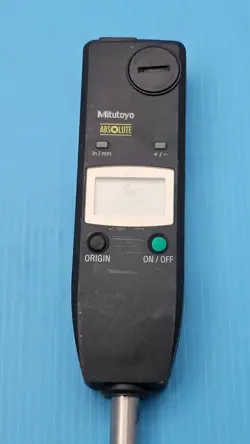 Mitutoyo
ABSOLUTE
in / mm
+ / −
ORIGIN
ON / OFF